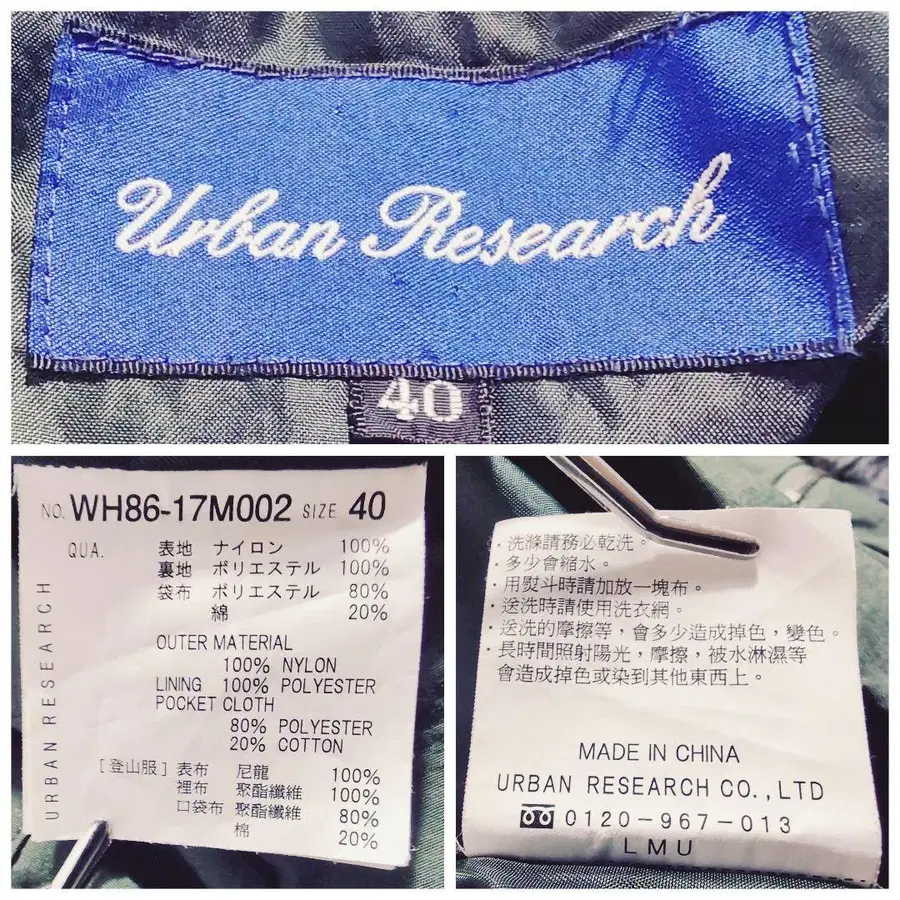 Urban Research
40
NO. WH86-17M002 SIZE 40
QUA. 表地 ナイロン 100%
裏地 ポリエステル 100%
袋布 ポリエステル 80%
綿 20%
OUTER MATERIAL
100% NYLON
LINING 100% POLYESTER
POCKET CLOTH
80% POLYESTER
20% COTTON
[登山服] 表布 尼龍 100%
裡布 聚酯纖維 100%
口袋布 聚酯纖維 80%
棉 20%
URBAN RESEARCH
・洗滌請務必乾洗。
・多少會縮水。
・用熨斗時請加放一塊布。
・送洗時請使用洗衣網。
・送洗的摩擦等，會多少造成掉色，變色。
・長時間照射陽光，摩擦，被水淋濕等
會造成掉色或染到其他東西上。
MADE IN CHINA
URBAN RESEARCH CO.,LTD
0120-967-013
LMU